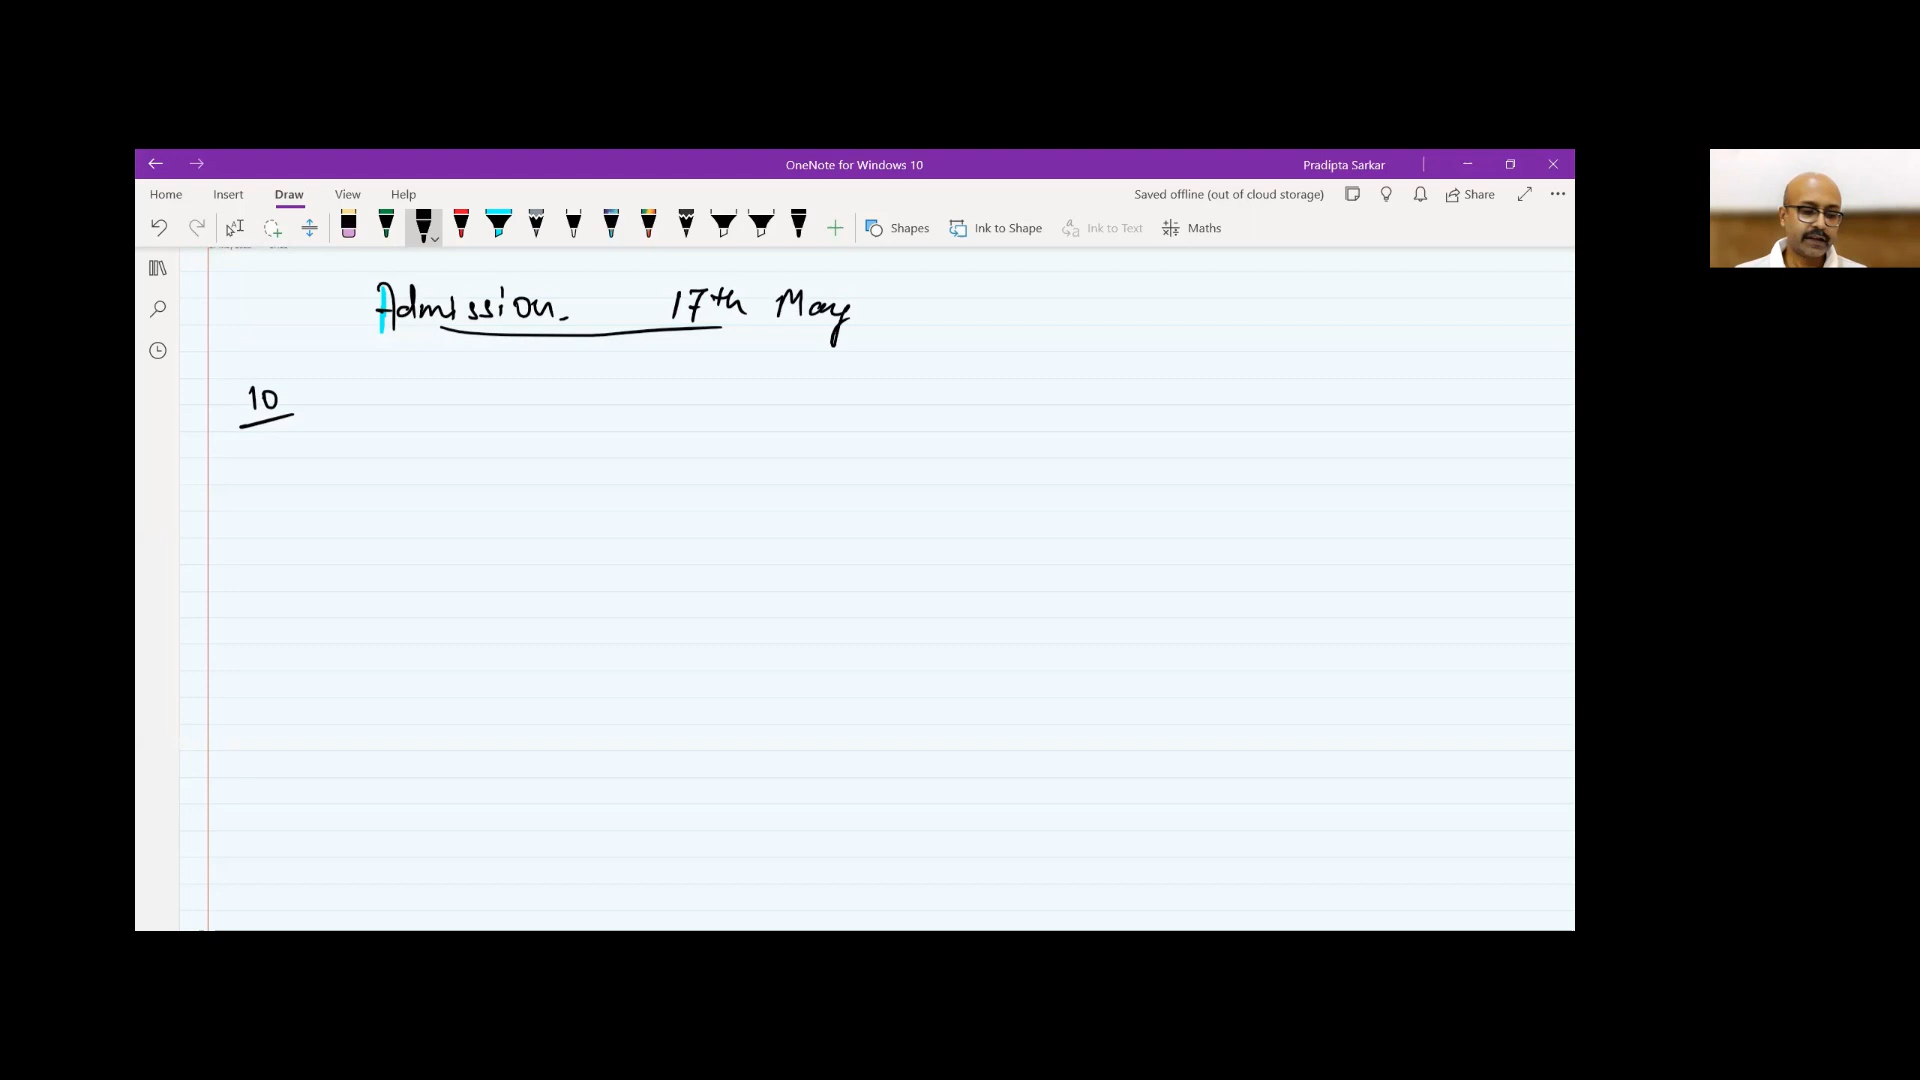 OneNote for Windows 10
Pradipta Sarkar
Home Insert Draw View Help
Saved offline (out of cloud storage)
Share
Shapes
Ink to Shape
Ink to Text
Maths
Admission. 17th May
10